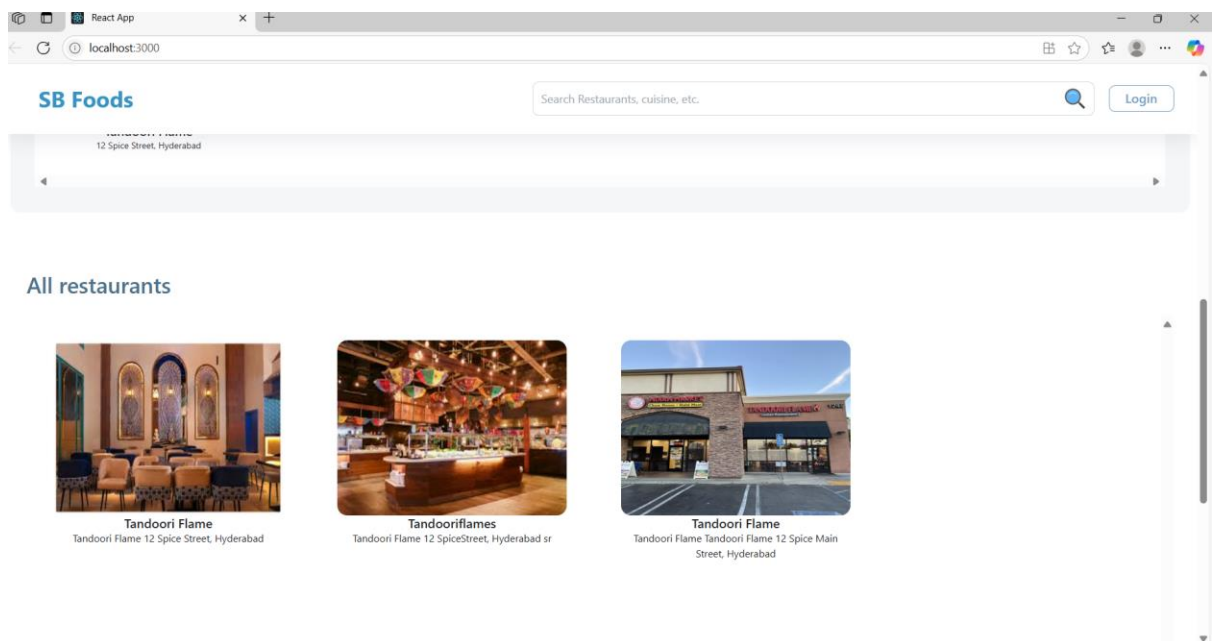 React App
localhost:3000
SB Foods
Search Restaurants, cuisine, etc.
Login
Tandoori Flame
12 Spice Street, Hyderabad
All restaurants
Tandoori Flame
Tandoori Flame 12 Spice Street, Hyderabad
Tandooriflames
Tandoori Flame 12 SpiceStreet, Hyderabad sr
Tandoori Flame
Tandoori Flame Tandoori Flame 12 Spice Main
Street, Hyderabad